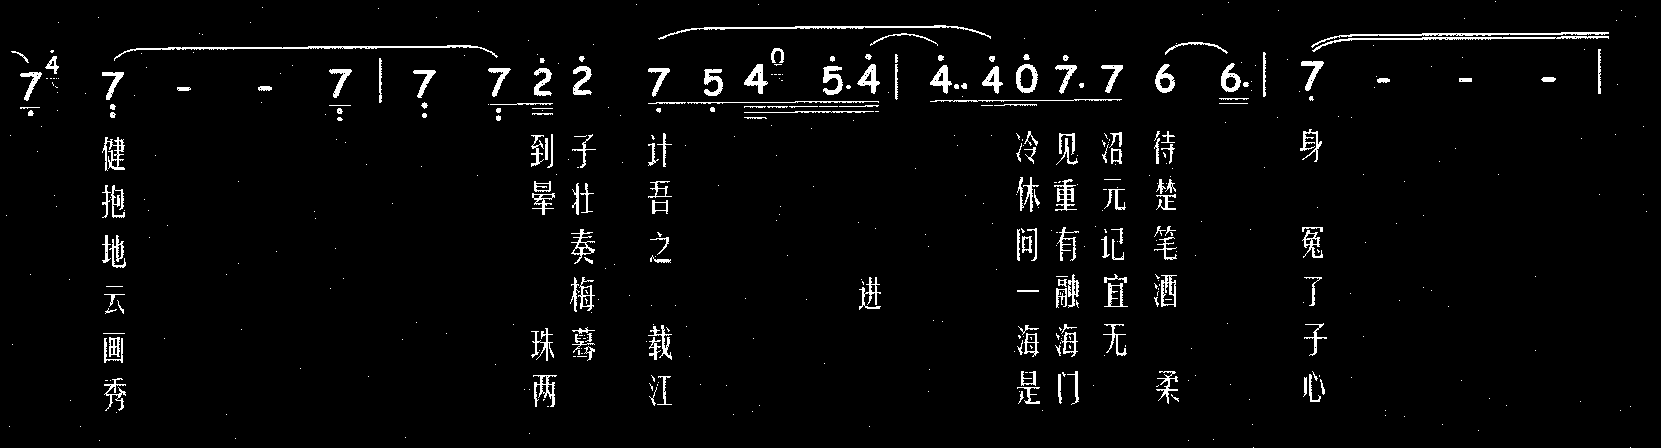 7 4 7 - - 7 | 7 7 2 2 7 5 4 0 5. 4 | 4.. 4 0 7. 7 6 6. | 7 - - - |
健 到 子 计 冷 见 沼 待 身
抱 晕 壮 吾 休 重 元 楚
地 奏 之 问 有 记 笔 冤
云 梅 进 一 融 宜 酒 了
画 珠 蓦 载 海 海 无 子
秀 两 江 是 门 柔 心